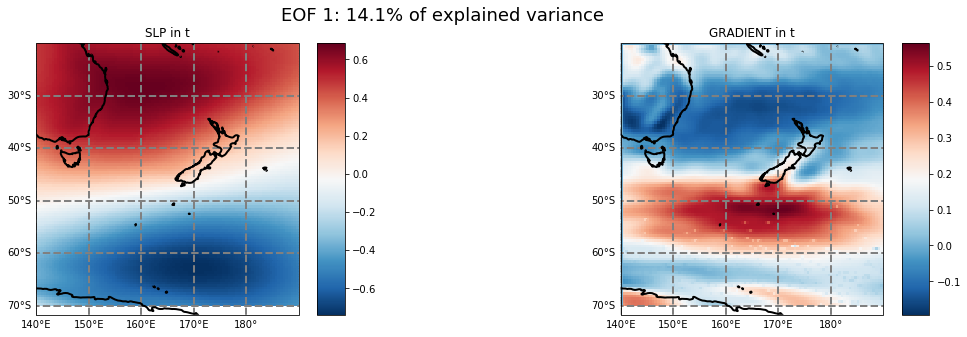 EOF 1: 14.1% of explained variance
SLP in t
30°S
40°S
50°S
60°S
70°S
140°E 150°E 160°E 170°E 180°
0.6
0.4
0.2
0.0
−0.2
−0.4
−0.6
GRADIENT in t
30°S
40°S
50°S
60°S
70°S
140°E 150°E 160°E 170°E 180°
0.5
0.4
0.3
0.2
0.1
0.0
−0.1